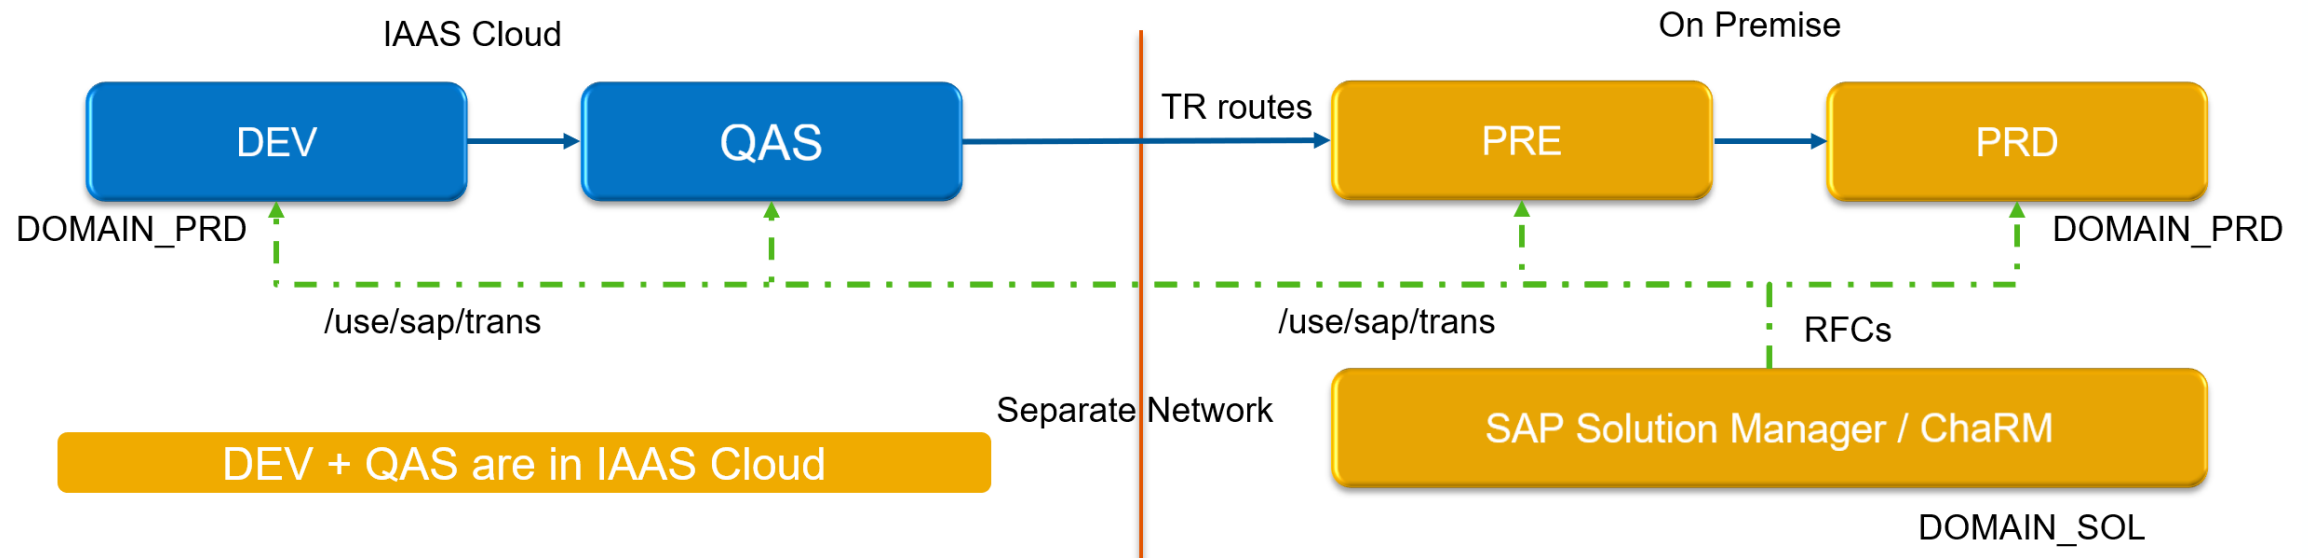 IAAS Cloud
On Premise
DEV
QAS
TR routes
PRE
PRD
DOMAIN_PRD
DOMAIN_PRD
/use/sap/trans
/use/sap/trans
RFCs
Separate Network
SAP Solution Manager / ChaRM
DEV + QAS are in IAAS Cloud
DOMAIN_SOL